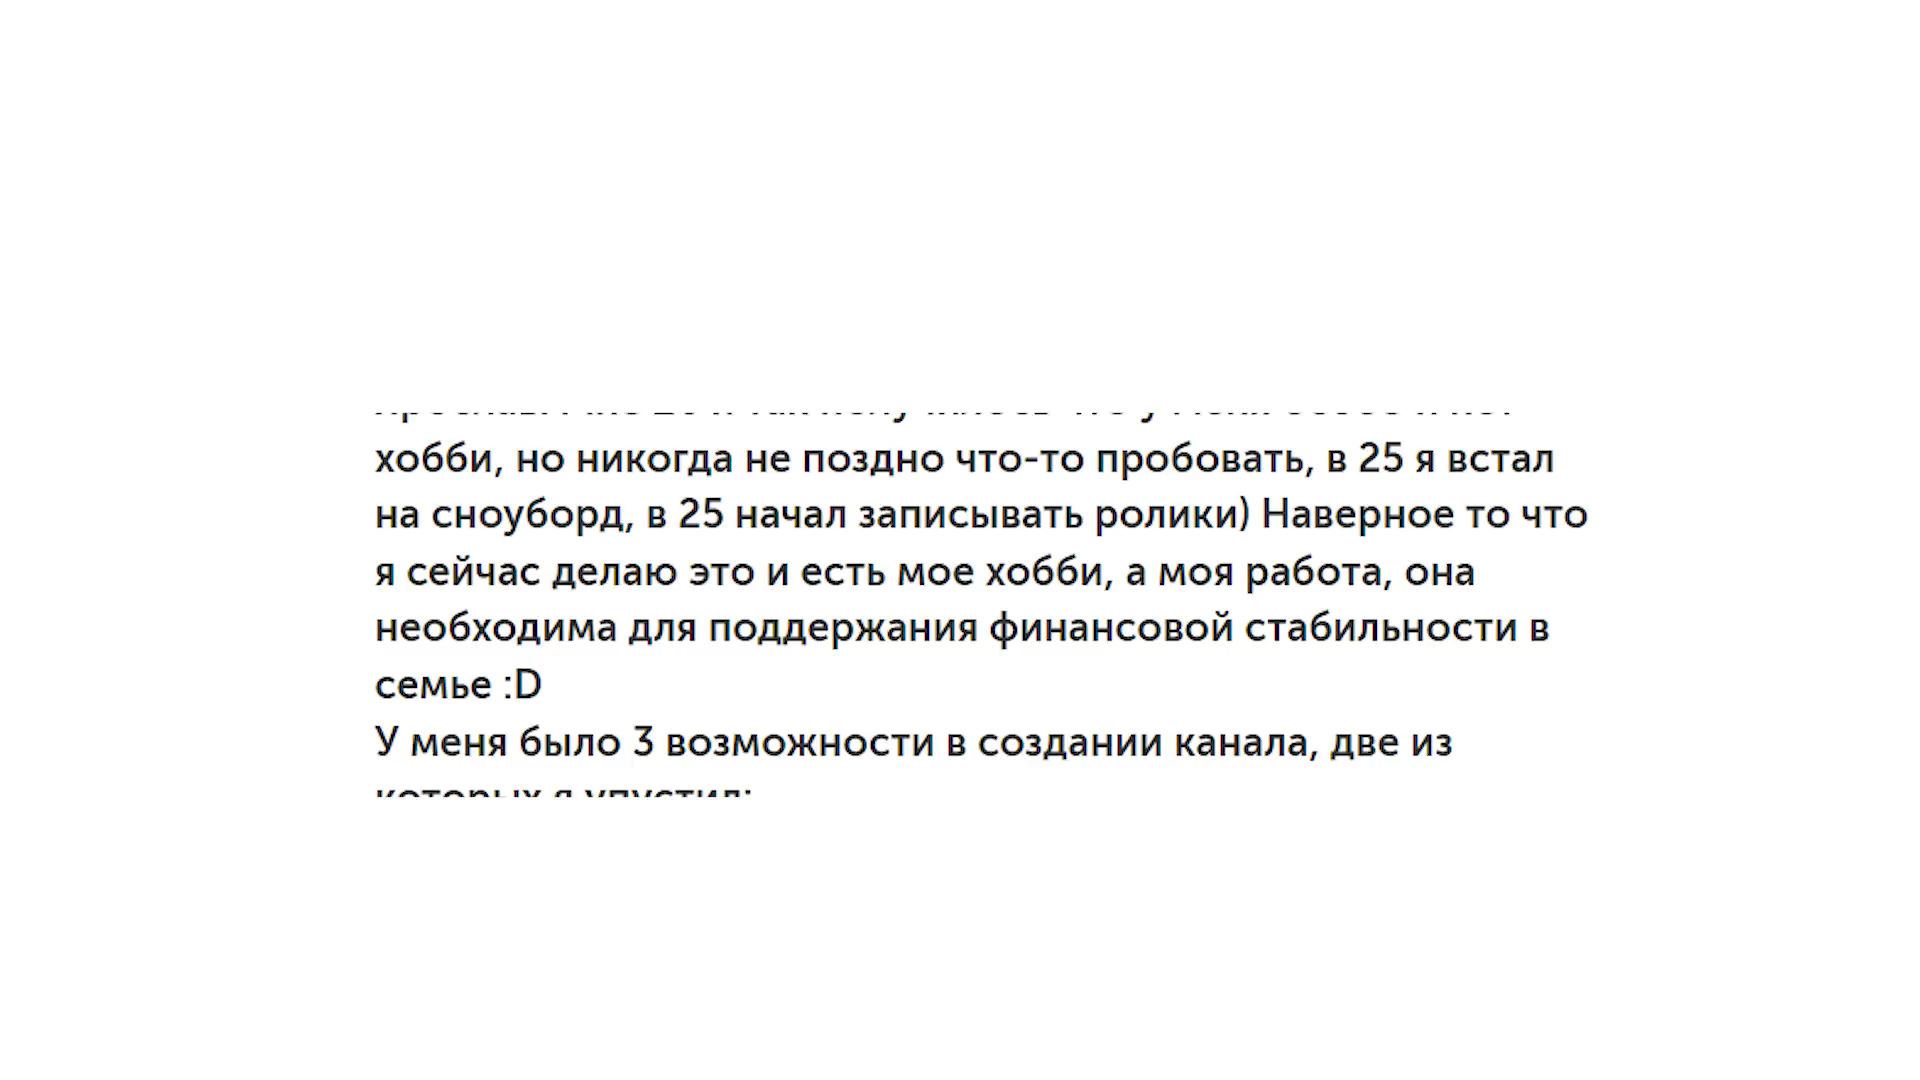 хобби, но никогда не поздно что-то пробовать, в 25 я встал
на сноуборд, в 25 начал записывать ролики) Наверное то что
я сейчас делаю это и есть мое хобби, а моя работа, она
необходима для поддержания финансовой стабильности в
семье :D
У меня было 3 возможности в создании канала, две из
которых я упустил: